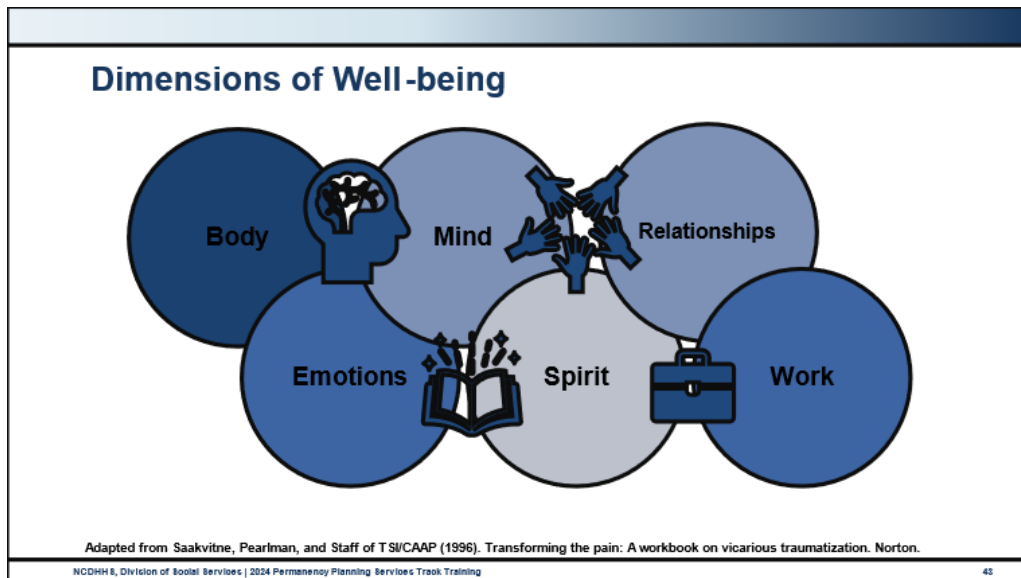 Dimensions of Well-being
Body
Mind
Relationships
Emotions
Spirit
Work
Adapted from Saakvitne, Pearlman, and Staff of TSI/CAAP (1996). Transforming the pain: A workbook on vicarious traumatization. Norton.
NCDHHS, Division of Social Services | 2024 Permanency Planning Services Track Training
43